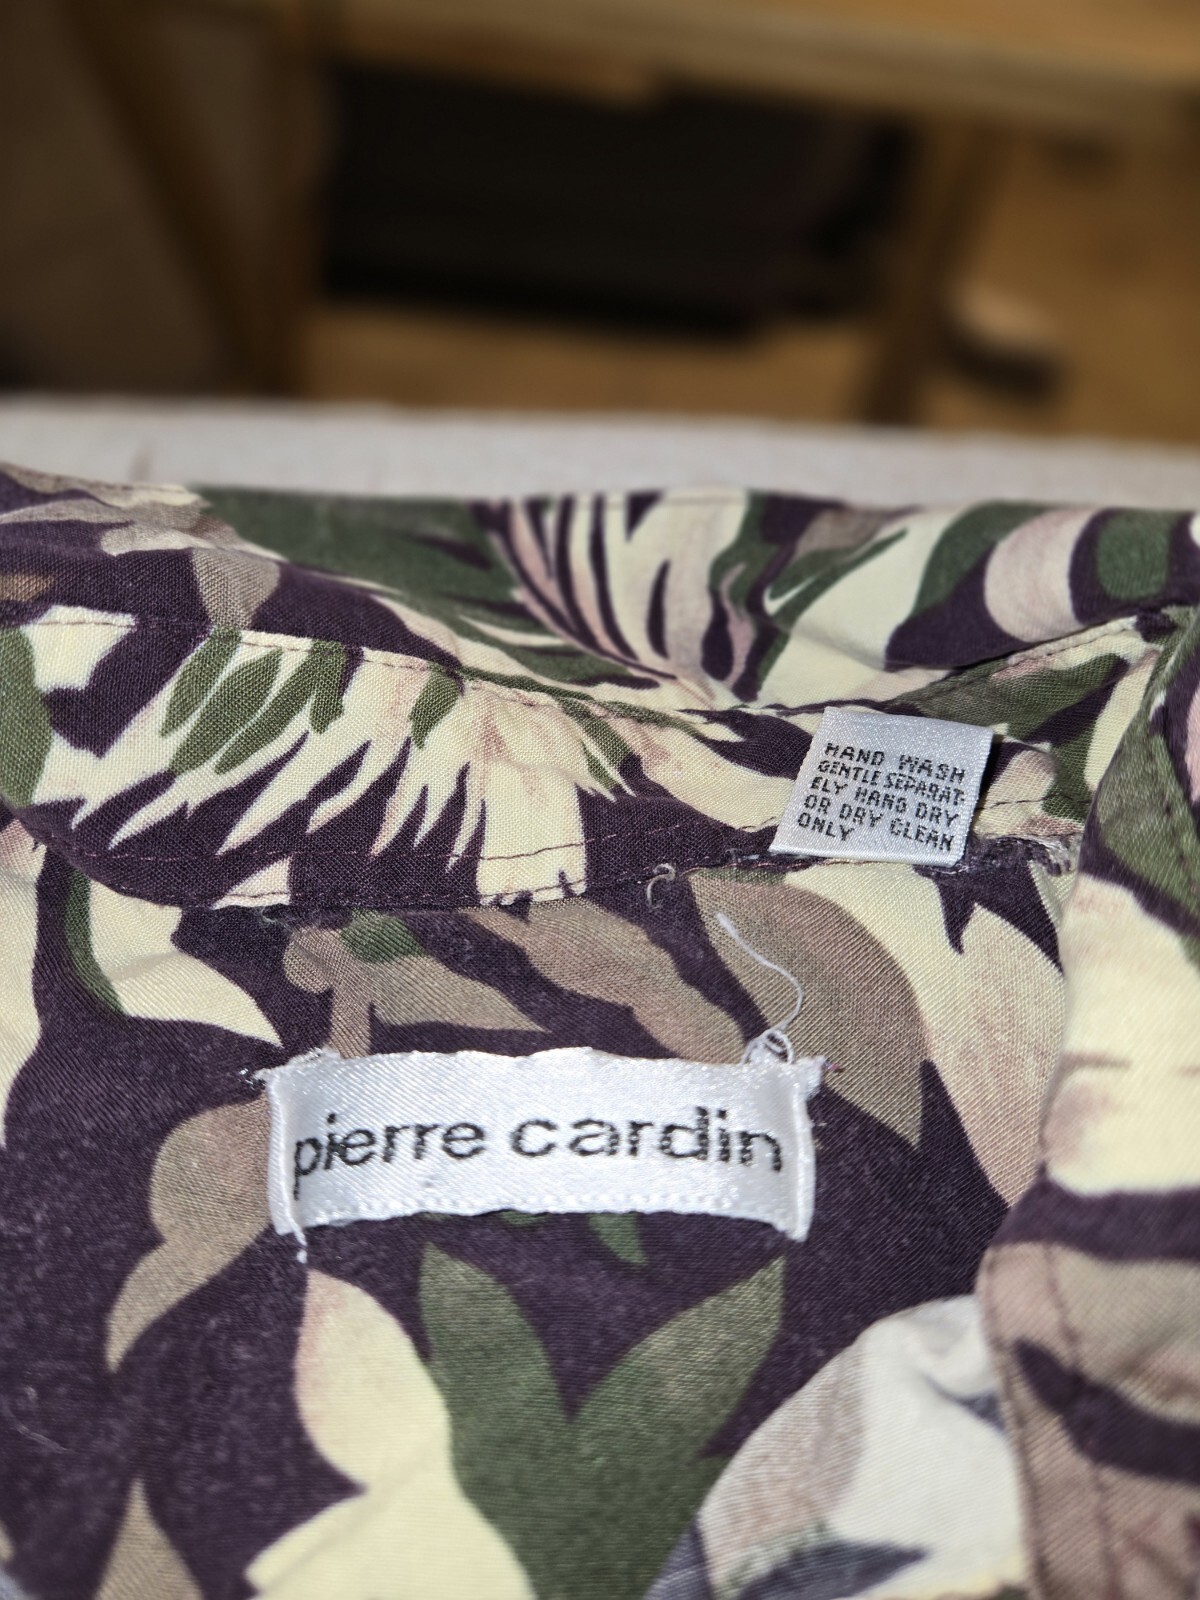 HAND WASH
GENTLE SEPARAT-
ELY HAND DRY
OR DRY CLEAN
ONLY
pierre cardin